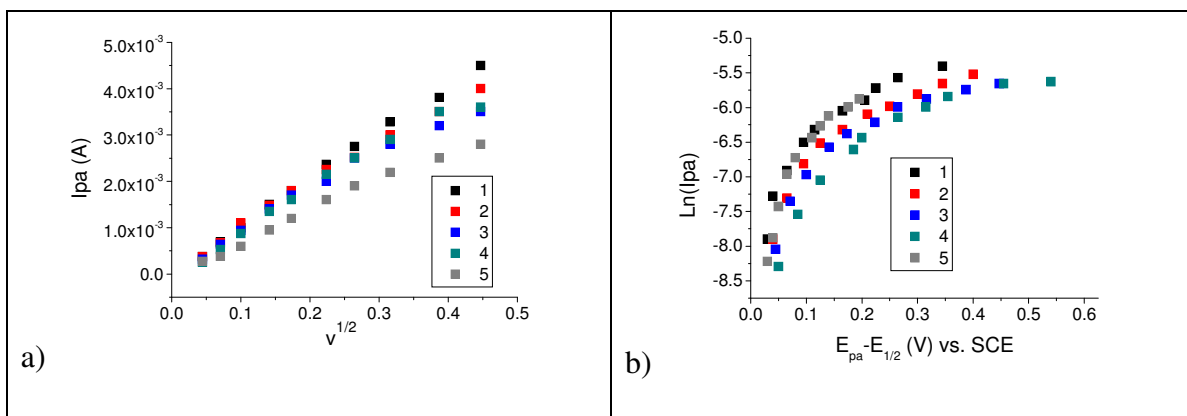 5.0x10-3
4.0x10-3
3.0x10-3
2.0x10-3
1.0x10-3
0.0
Ipa (A)
1
2
3
4
5
0.0 0.1 0.2 0.3 0.4 0.5
v1/2
a)
-5.0
-5.5
-6.0
-6.5
-7.0
-7.5
-8.0
-8.5
Ln(Ipa)
1
2
3
4
5
0.0 0.1 0.2 0.3 0.4 0.5 0.6
Epa-E1/2 (V) vs. SCE
b)